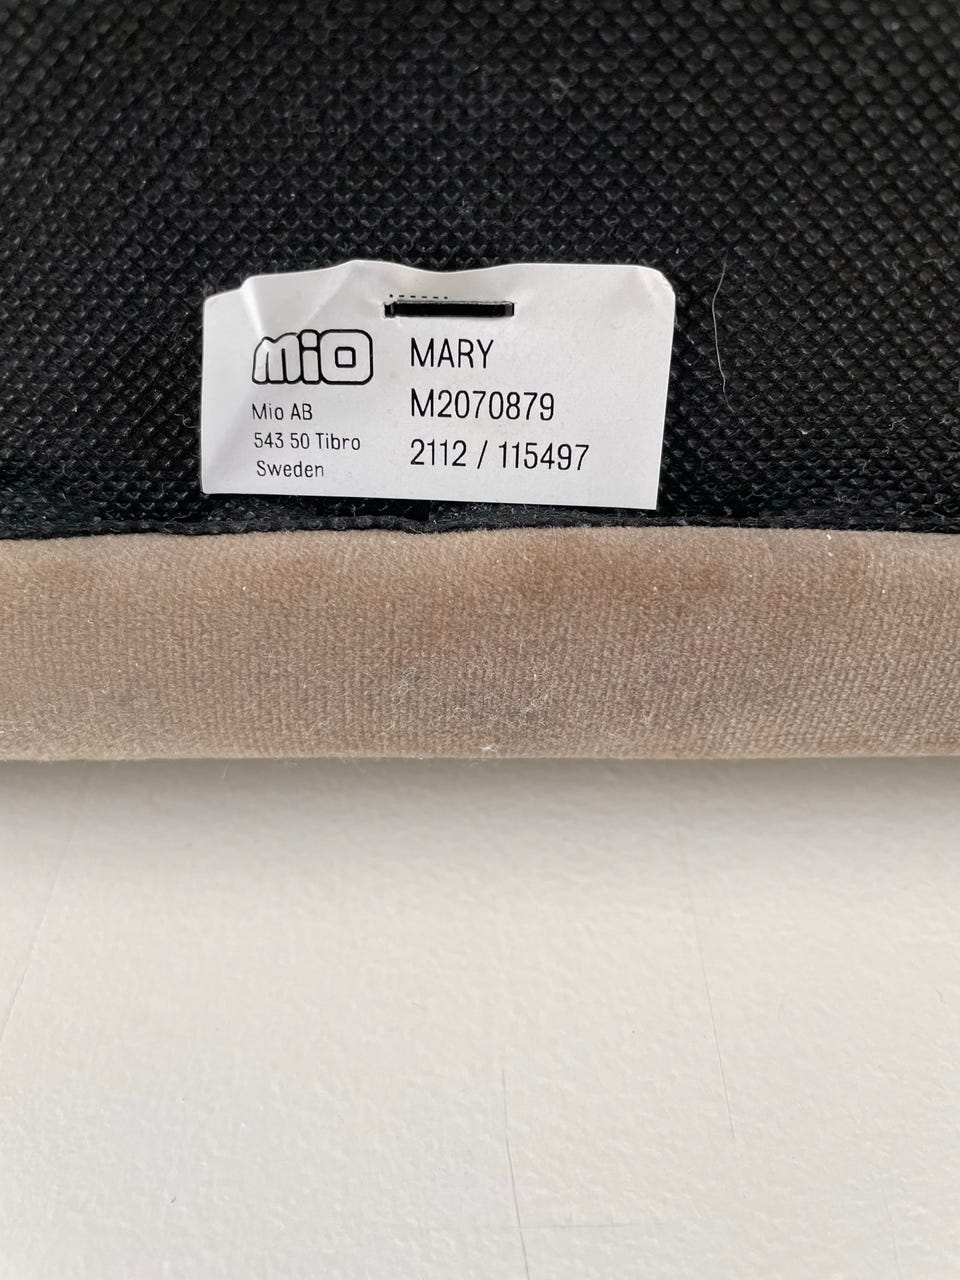 mio
Mio AB
543 50 Tibro
Sweden
MARY
M2070879
2112 / 115497